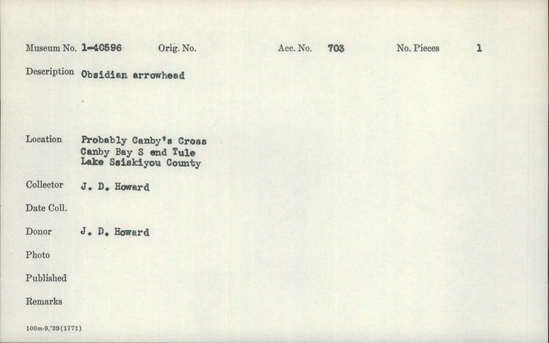 Museum No. 1-40596 Orig. No. Acc. No. 703 No. Pieces 1
Description Obsidian arrowhead
Location Probably Canby's Cross
Canby Bay S end Tule
Lake Ssiskiyou County
Collector J. D. Howard
Date Coll.
Donor J. D. Howard
Photo
Published
Remarks
100m-9,'39(1771)